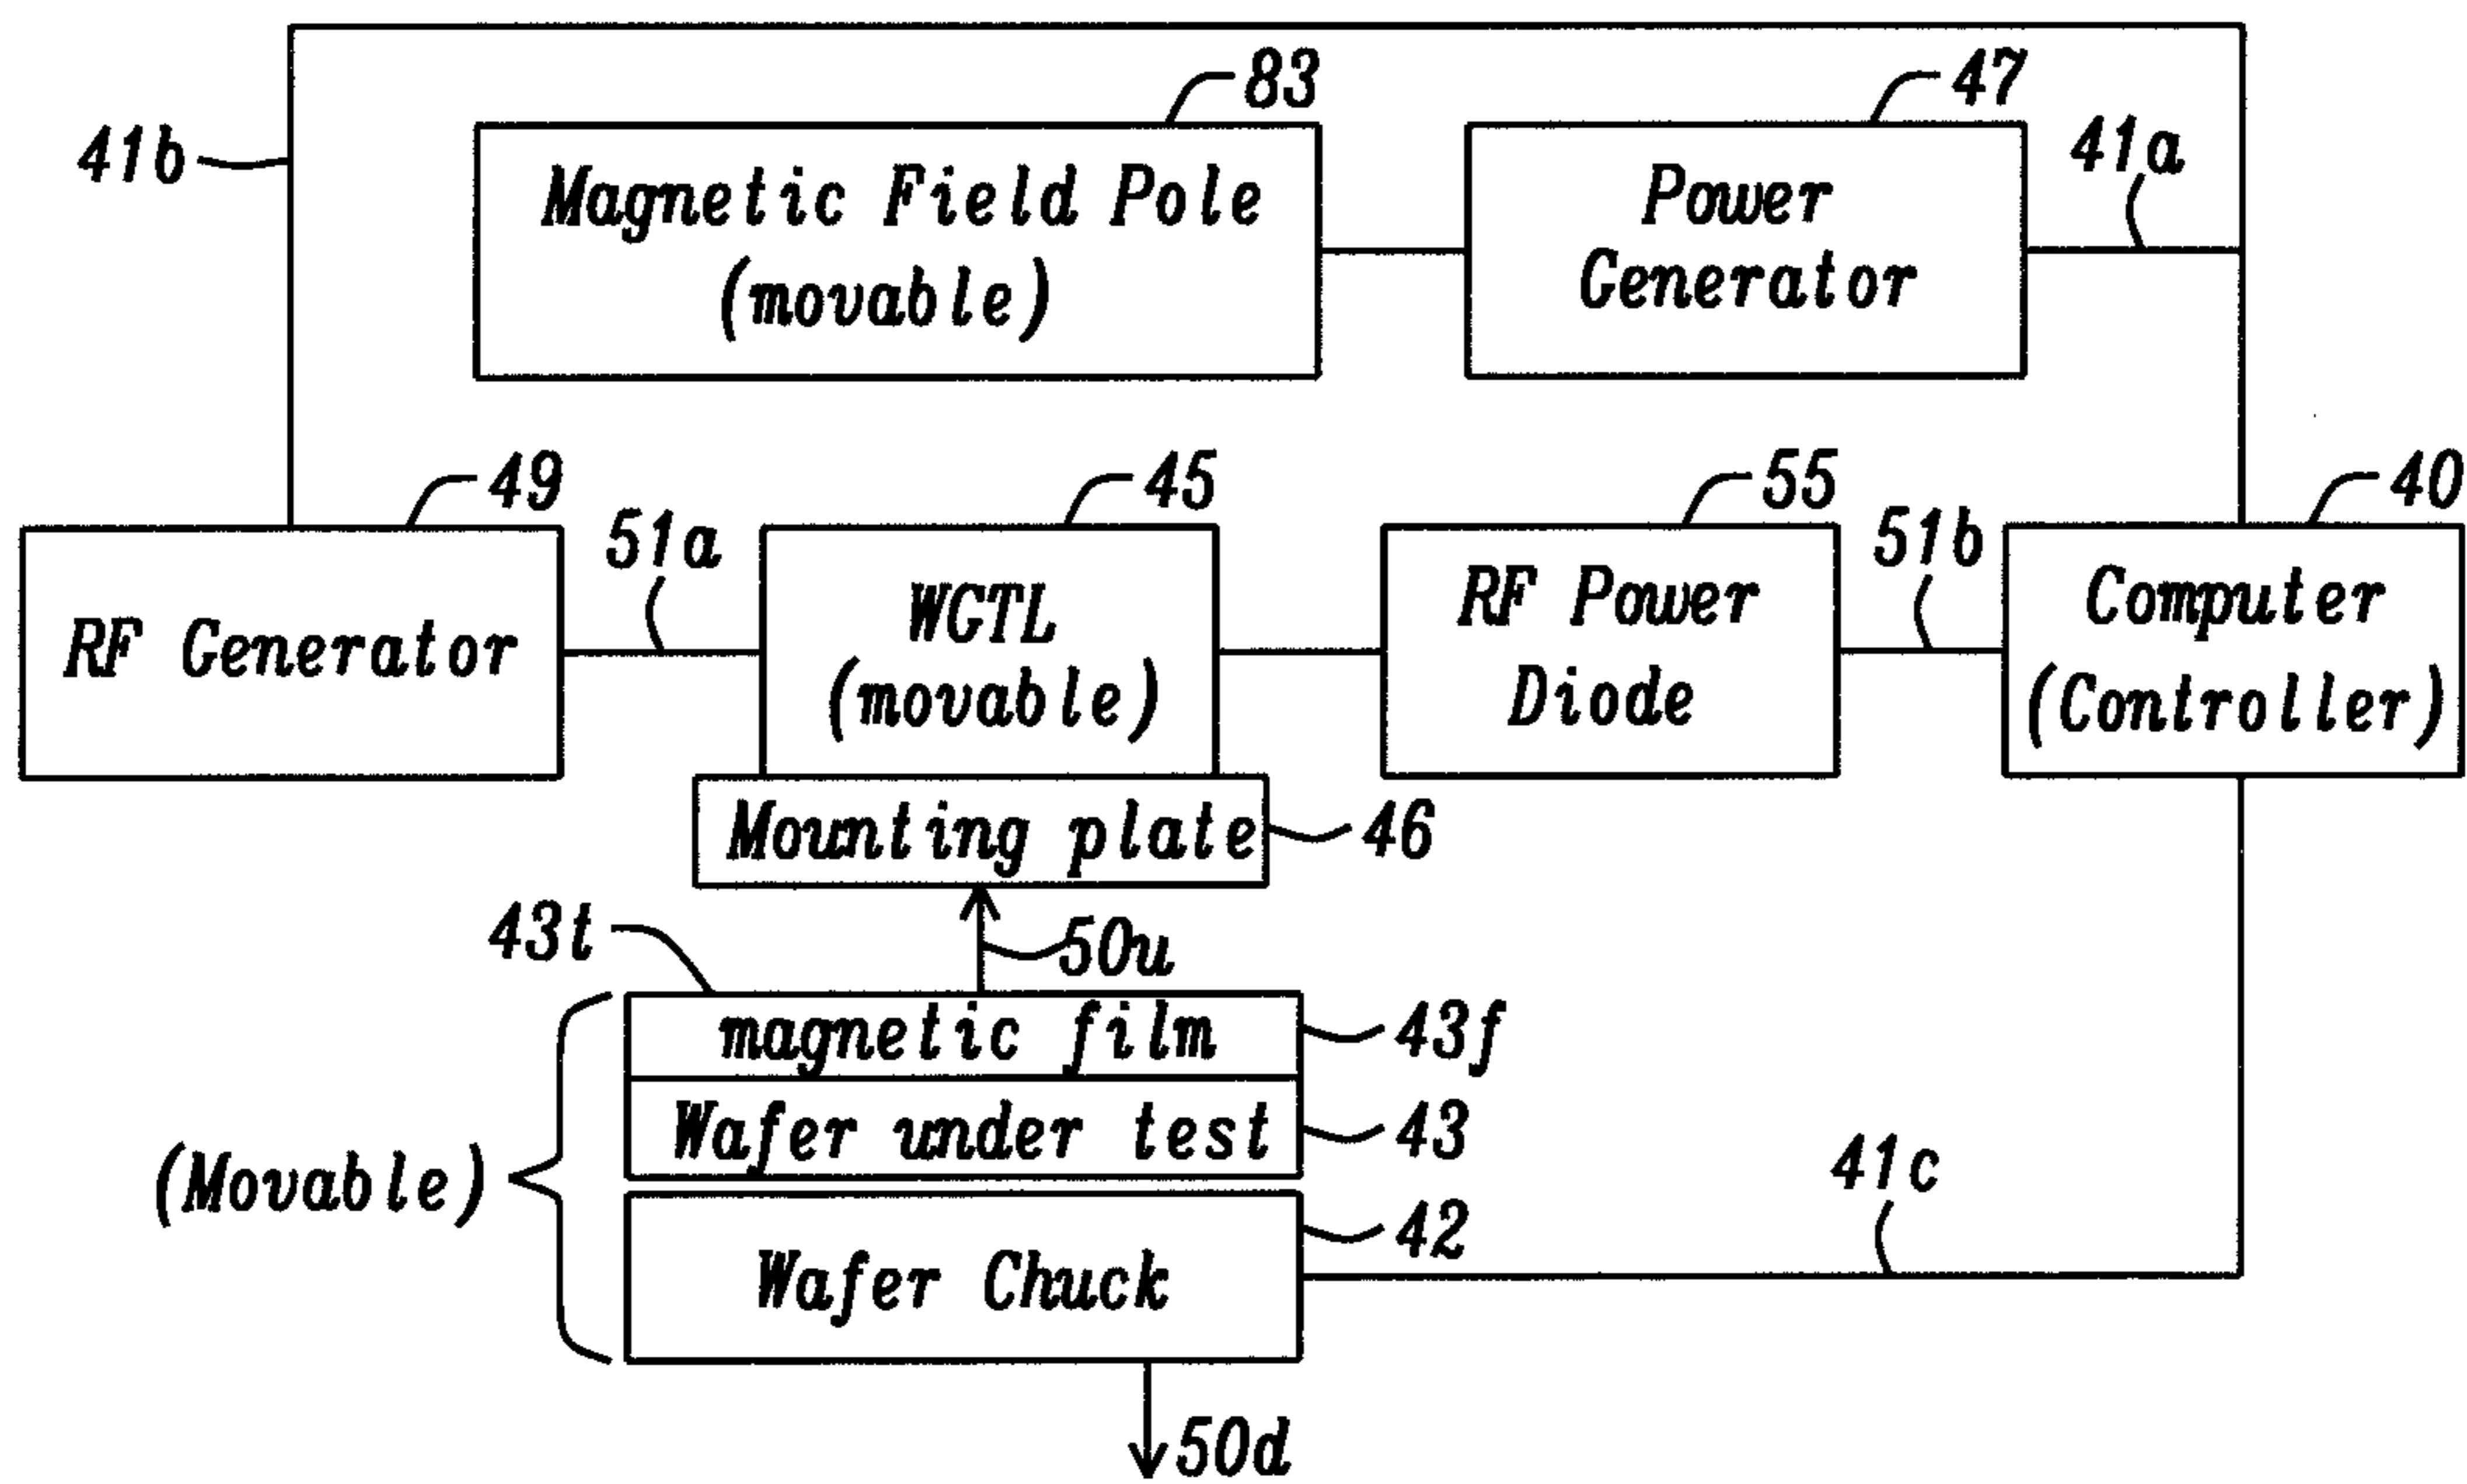 83
47
41a
41b
Magnetic Field Pole
(movable)
Power
Generator
49
51a
45
55
51b
40
RF Generator
WGTL
(movable)
RF Power
Diode
Computer
(Controller)
Mounting plate
46
43t
50u
magnetic film
43f
Wafer under test
43
(Movable)
41c
42
Wafer Chuck
50d